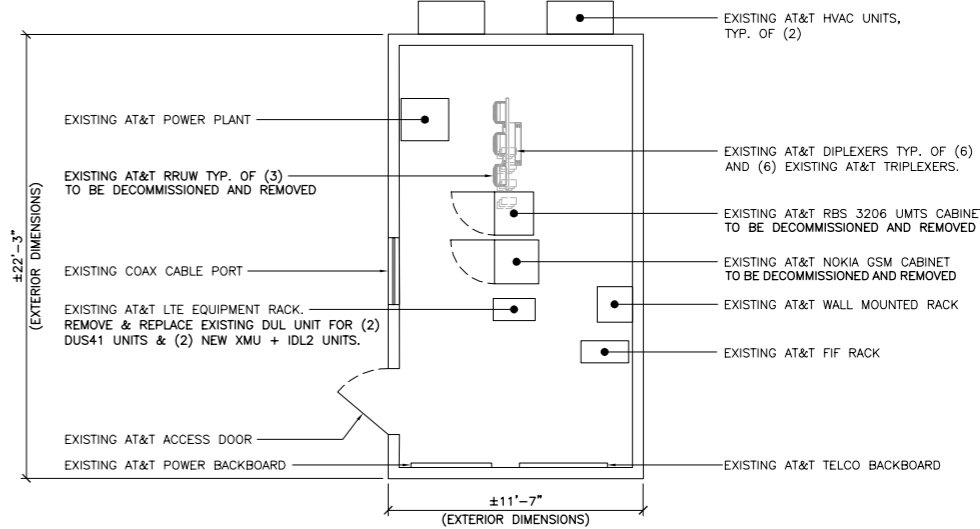 EXISTING AT&T HVAC UNITS,
TYP. OF (2)
EXISTING AT&T POWER PLANT
EXISTING AT&T DIPLEXERS TYP. OF (6)
AND (6) EXISTING AT&T TRIPLEXERS.
EXISTING AT&T RRUW TYP. OF (3)
TO BE DECOMMISSIONED AND REMOVED
EXISTING AT&T RBS 3206 UMTS CABINET
TO BE DECOMMISSIONED AND REMOVED
±22'-3"
(EXTERIOR DIMENSIONS)
EXISTING COAX CABLE PORT
EXISTING AT&T NOKIA GSM CABINET
TO BE DECOMMISSIONED AND REMOVED
EXISTING AT&T LTE EQUIPMENT RACK.
REMOVE & REPLACE EXISTING DUL UNIT FOR (2)
DUS41 UNITS & (2) NEW XMU + IDL2 UNITS.
EXISTING AT&T WALL MOUNTED RACK
EXISTING AT&T FIF RACK
EXISTING AT&T ACCESS DOOR
EXISTING AT&T POWER BACKBOARD
EXISTING AT&T TELCO BACKBOARD
±11'-7"
(EXTERIOR DIMENSIONS)